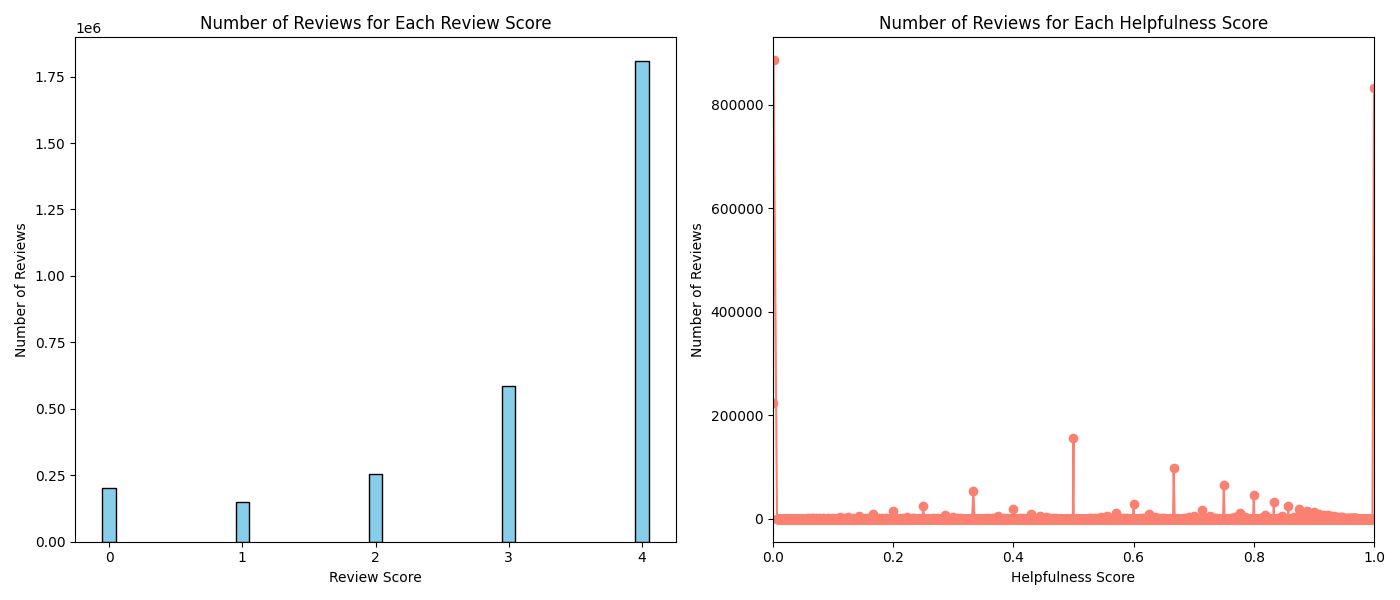 Number of Reviews for Each Review Score
1e6
1.75
1.50
1.25
1.00
0.75
0.50
0.25
0.00
Number of Reviews
0 1 2 3 4
Review Score
Number of Reviews for Each Helpfulness Score
800000
600000
400000
200000
0
Number of Reviews
0.0 0.2 0.4 0.6 0.8 1.0
Helpfulness Score